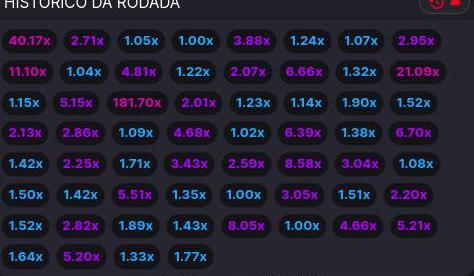 HISTÓRICO DA RODADA
40.17x 2.71x 1.05x 1.00x 3.88x 1.24x 1.07x 2.95x
11.10x 1.04x 4.81x 1.22x 2.07x 6.66x 1.32x 21.09x
1.15x 5.15x 181.70x 2.01x 1.23x 1.14x 1.90x 1.52x
2.13x 2.86x 1.09x 4.68x 1.02x 6.39x 1.38x 6.70x
1.42x 2.25x 1.71x 3.43x 2.59x 8.58x 3.04x 1.08x
1.50x 1.42x 5.51x 1.35x 1.00x 3.05x 1.51x 2.20x
1.52x 2.82x 1.89x 1.43x 8.05x 1.00x 4.66x 5.21x
1.64x 5.20x 1.33x 1.77x